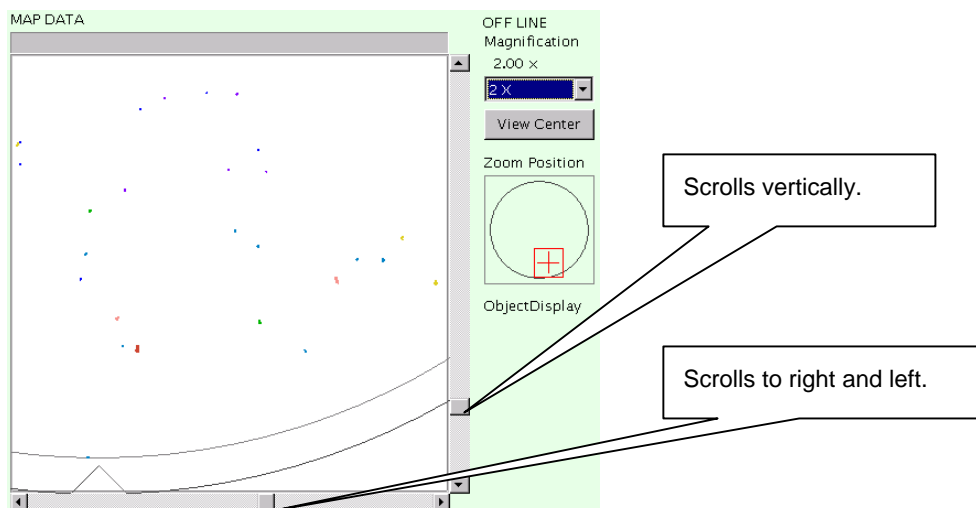 MAP DATA
OFF LINE
Magnification
2.00 ×
2 X
View Center
Zoom Position
ObjectDisplay
Scrolls vertically.
Scrolls to right and left.